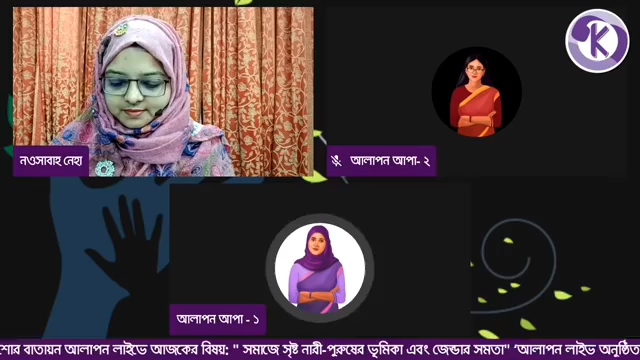 K
নওসাবাহ নেহা
আলাপন আপা- ২
আলাপন আপা - ১
শোর বাতায়ন আলাপন লাইভে আজকের বিষয়: " সমাজে সৃষ্ট নারী-পুরুষের ভূমিকা এবং জেন্ডার সমতা" ‘আলাপন লাইভ অনুষ্ঠিত